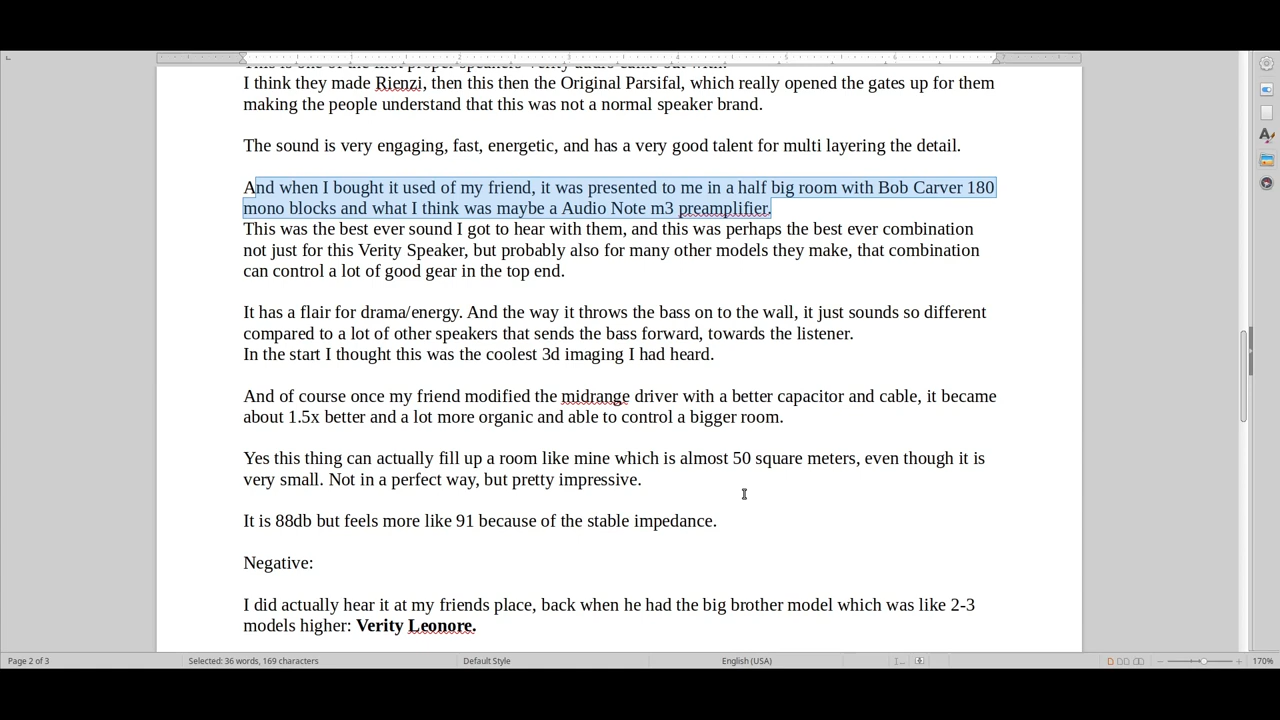 I think they made Rienzi, then this then the Original Parsifal, which really opened the gates up for them
making the people understand that this was not a normal speaker brand.
The sound is very engaging, fast, energetic, and has a very good talent for multi layering the detail.
And when I bought it used of my friend, it was presented to me in a half big room with Bob Carver 180
mono blocks and what I think was maybe a Audio Note m3 preamplifier.
This was the best ever sound I got to hear with them, and this was perhaps the best ever combination
not just for this Verity Speaker, but probably also for many other models they make, that combination
can control a lot of good gear in the top end.
It has a flair for drama/energy. And the way it throws the bass on to the wall, it just sounds so different
compared to a lot of other speakers that sends the bass forward, towards the listener.
In the start I thought this was the coolest 3d imaging I had heard.
And of course once my friend modified the midrange driver with a better capacitor and cable, it became
about 1.5x better and a lot more organic and able to control a bigger room.
Yes this thing can actually fill up a room like mine which is almost 50 square meters, even though it is
very small. Not in a perfect way, but pretty impressive.
It is 88db but feels more like 91 because of the stable impedance.
Negative:
I did actually hear it at my friends place, back when he had the big brother model which was like 2-3
models higher: Verity Leonore.
Page 2 of 3
Selected: 36 words, 169 characters
Default Style
English (USA)
170%